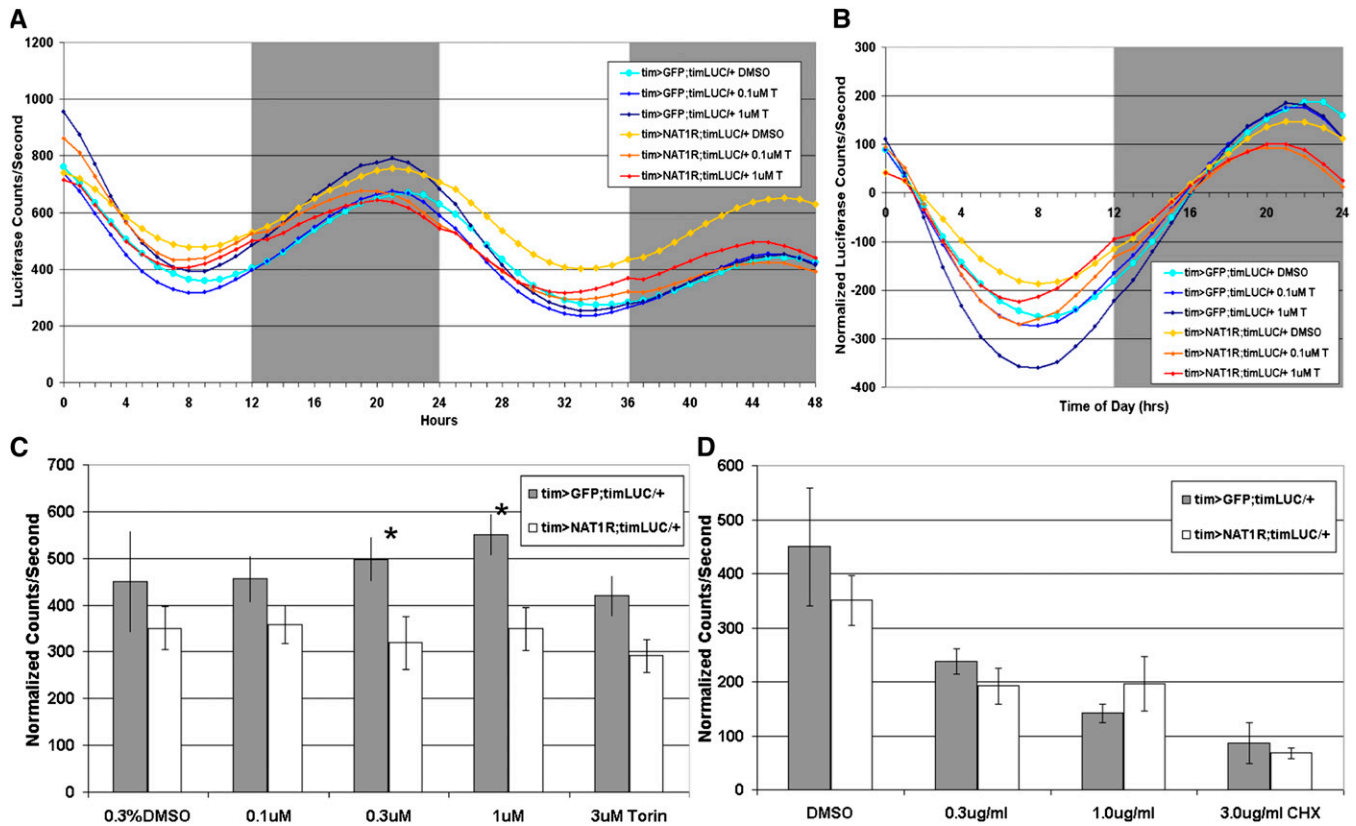 A
Luciferase Counts/Second
1200
1000
800
600
400
200
0
0 4 8 12 16 20 24 28 32 36 40 44 48
Hours
tim>GFP;timLUC/+ DMSO
tim>GFP;timLUC/+ 0.1uM T
tim>GFP;timLUC/+ 1uM T
tim>NAT1R;timLUC/+ DMSO
tim>NAT1R;timLUC/+ 0.1uM T
tim>NAT1R;timLUC/+ 1uM T
B
Normalized Luciferase Counts/Second
300
200
100
0
-100
-200
-300
-400
0 4 8 12 16 20 24
Time of Day (hrs)
tim>GFP;timLUC/+ DMSO
tim>GFP;timLUC/+ 0.1uM T
tim>GFP;timLUC/+ 1uM T
tim>NAT1R;timLUC/+ DMSO
tim>NAT1R;timLUC/+ 0.1uM T
tim>NAT1R;timLUC/+ 1uM T
C
Normalized Counts/Second
700
600
500
400
300
200
100
0
tim>GFP;timLUC/+
tim>NAT1R;timLUC/+
* *
0.3%DMSO 0.1uM 0.3uM 1uM 3uM Torin
D
Normalized Counts/Second
600
500
400
300
200
100
0
tim>GFP;timLUC/+
tim>NAT1R;timLUC/+
DMSO 0.3ug/ml 1.0ug/ml 3.0ug/ml CHX